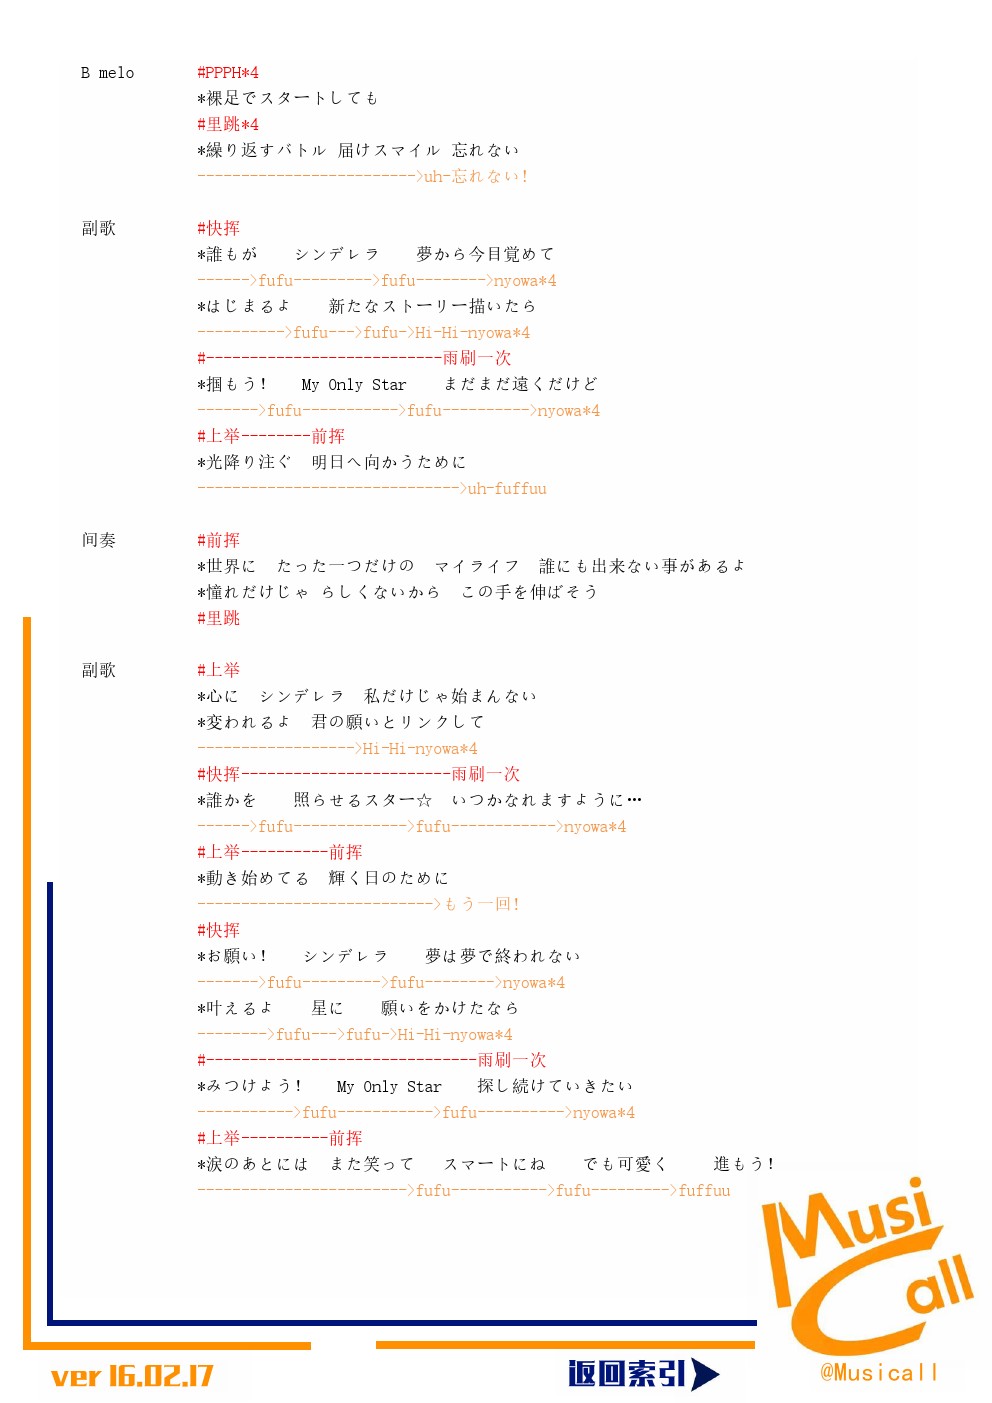 B melo #PPPH*4
*裸足でスタートしても
#里跳*4
*繰り返すバトル 届けスマイル 忘れない
------------------------->uh-忘れない!
副歌 #快挥
*誰もが　　シンデレラ　　夢から今目覚めて
------>fufu--------->fufu-------->nyowa*4
*はじまるよ　　新たなストーリー描いたら
---------->fufu--->fufu->Hi-Hi-nyowa*4
#---------------------------雨刷一次
*掴もう!　　My Only Star　　まだまだ遠くだけど
------->fufu----------->fufu---------->nyowa*4
#上举--------前挥
*光降り注ぐ　明日へ向かうために
------------------------------>uh-fuffuu
间奏 #前挥
*世界に　たった一つだけの　マイライフ　誰にも出来ない事があるよ
*憧れだけじゃ らしくないから　この手を伸ばそう
#里跳
副歌 #上举
*心に　シンデレラ　私だけじゃ始まんない
*変われるよ　君の願いとリンクして
------------------>Hi-Hi-nyowa*4
#快挥------------------------雨刷一次
*誰かを　　照らせるスター☆　いつかなれますように…
------>fufu------------->fufu------------>nyowa*4
#上举----------前挥
*動き始めてる　輝く日のために
--------------------------->もう一回!
#快挥
*お願い!　　シンデレラ　　夢は夢で終われない
------->fufu--------->fufu-------->nyowa*4
*叶えるよ　　星に　　願いをかけたなら
-------->fufu--->fufu->Hi-Hi-nyowa*4
#-------------------------------雨刷一次
*みつけよう!　　My Only Star　　探し続けていきたい
----------->fufu----------->fufu---------->nyowa*4
#上举----------前挥
*涙のあとには　また笑って　 スマートにね　　でも可愛く　　 進もう!
------------------------>fufu----------->fufu--------->fuffuu
Musi
Call
ver 16.02.17 返回索引 @Musicall